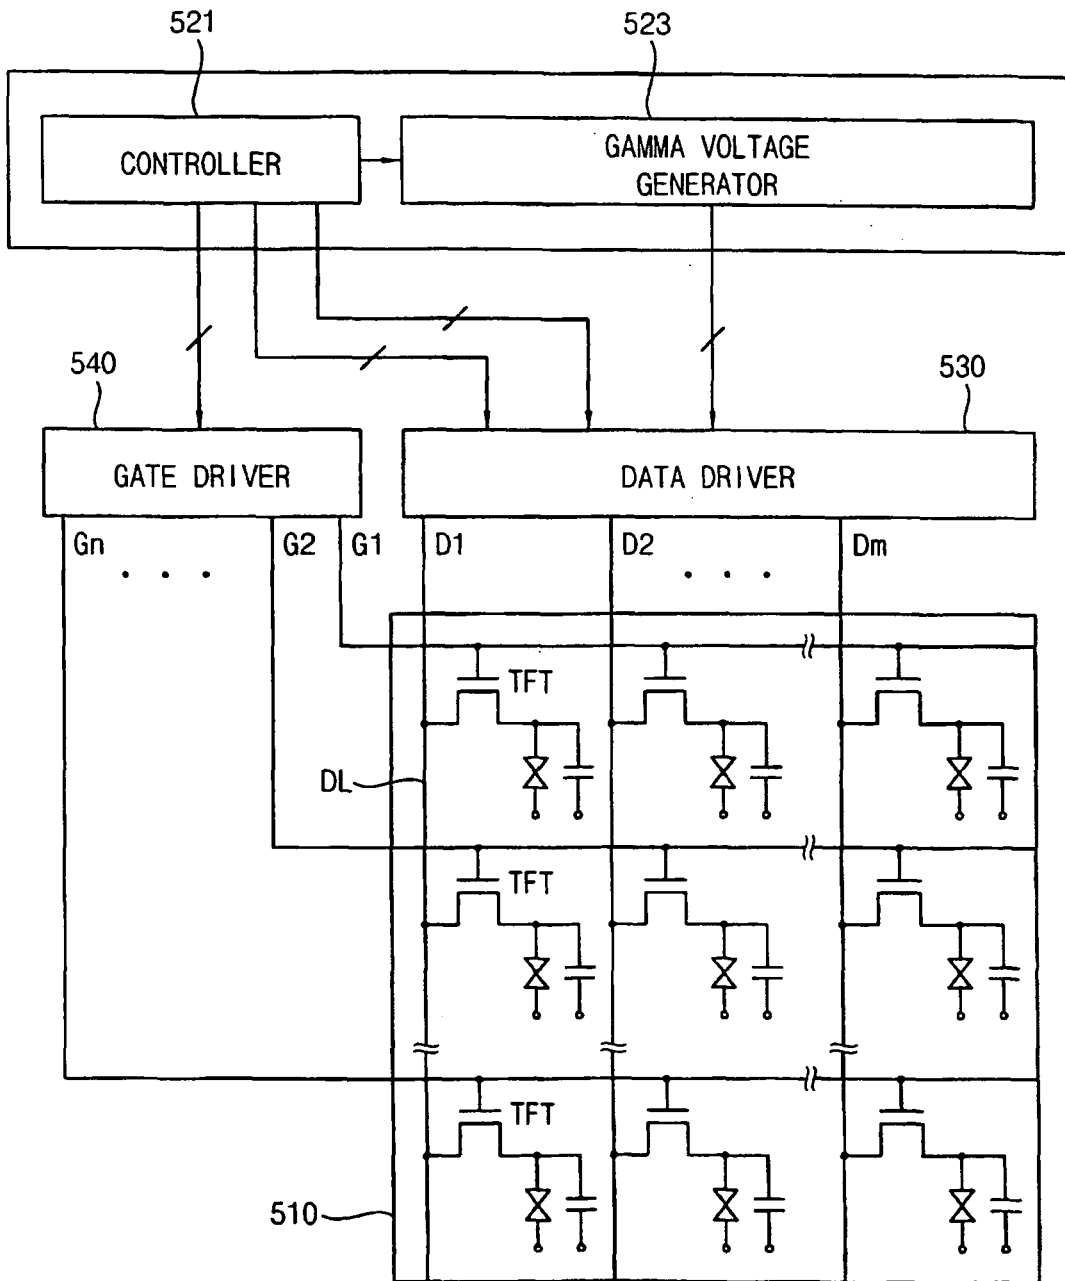 521
523
CONTROLLER
GAMMA VOLTAGE
GENERATOR
540
530
GATE DRIVER
DATA DRIVER
Gn
G2
G1
D1
D2
Dm
. . .
. . .
TFT
DL
TFT
TFT
510